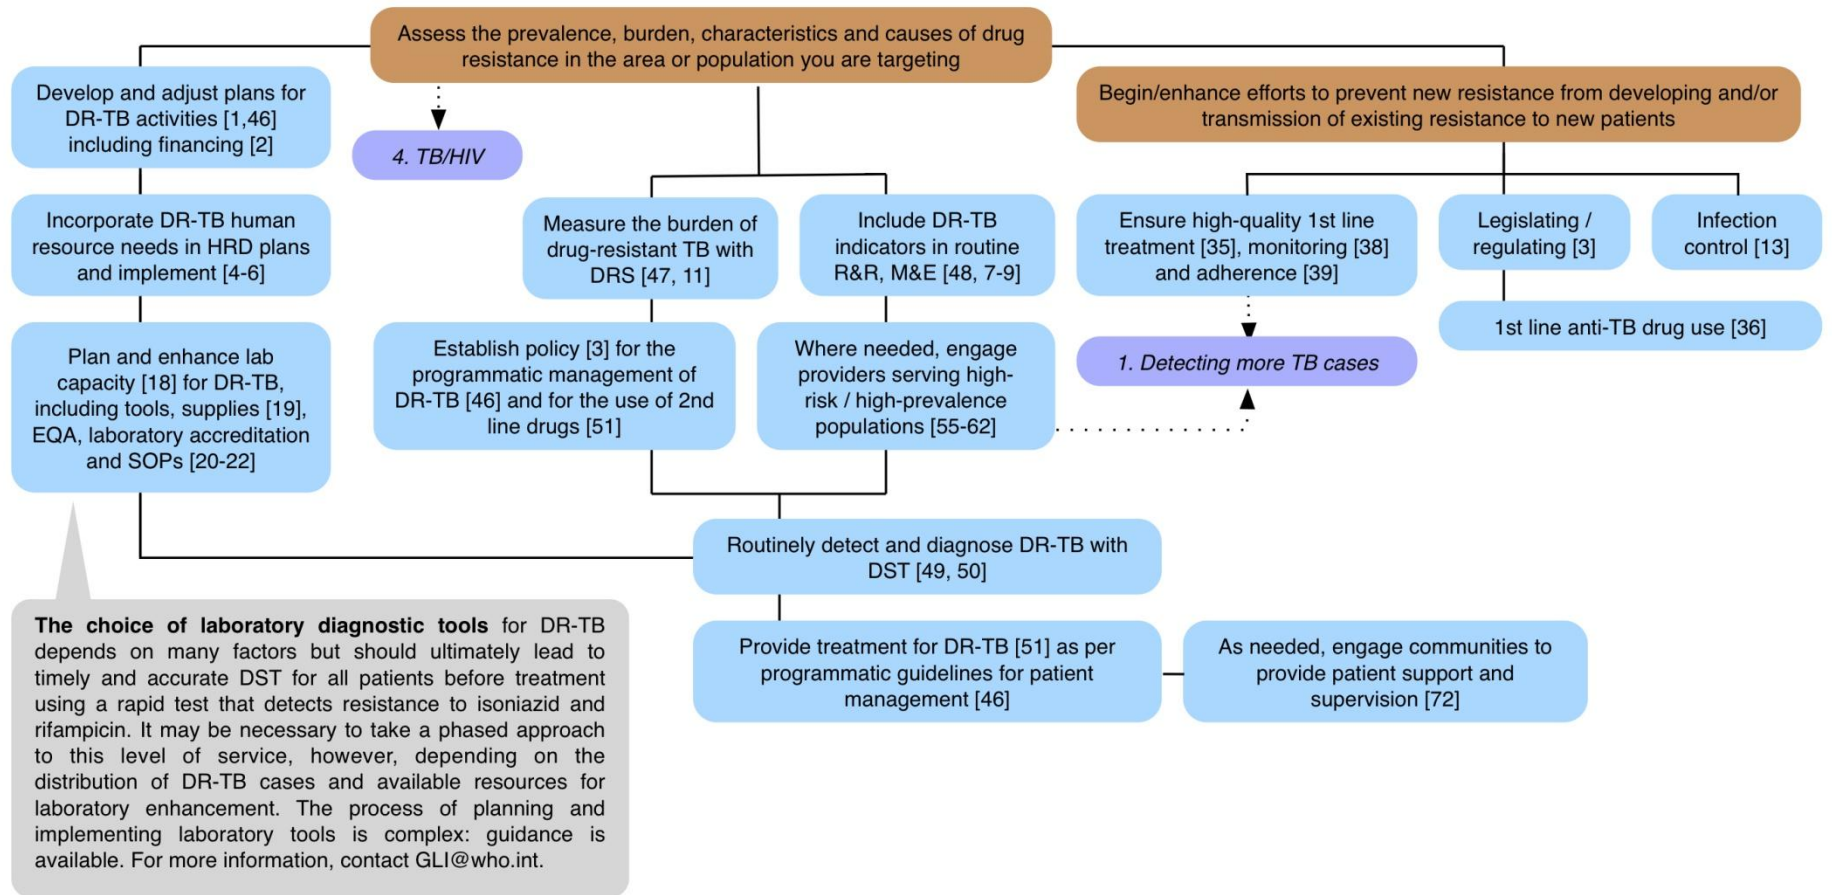 Assess the prevalence, burden, characteristics and causes of drug
resistance in the area or population you are targeting
Develop and adjust plans for
DR-TB activities [1,46]
including financing [2]
4. TB/HIV
Begin/enhance efforts to prevent new resistance from developing and/or
transmission of existing resistance to new patients
Incorporate DR-TB human
resource needs in HRD plans
and implement [4-6]
Measure the burden of
drug-resistant TB with
DRS [47, 11]
Include DR-TB
indicators in routine
R&R, M&E [48, 7-9]
Ensure high-quality 1st line
treatment [35], monitoring [38]
and adherence [39]
Legislating /
regulating [3]
Infection
control [13]
1st line anti-TB drug use [36]
Plan and enhance lab
capacity [18] for DR-TB,
including tools, supplies [19],
EQA, laboratory accreditation
and SOPs [20-22]
Establish policy [3] for the
programmatic management of
DR-TB [46] and for the use of 2nd
line drugs [51]
Where needed, engage
providers serving high-
risk / high-prevalence
populations [55-62]
1. Detecting more TB cases
Routinely detect and diagnose DR-TB with
DST [49, 50]
Provide treatment for DR-TB [51] as per
programmatic guidelines for patient
management [46]
As needed, engage communities to
provide patient support and
supervision [72]
The choice of laboratory diagnostic tools for DR-TB
depends on many factors but should ultimately lead to
timely and accurate DST for all patients before treatment
using a rapid test that detects resistance to isoniazid and
rifampicin. It may be necessary to take a phased approach
to this level of service, however, depending on the
distribution of DR-TB cases and available resources for
laboratory enhancement. The process of planning and
implementing laboratory tools is complex: guidance is
available. For more information, contact GLI@who.int.